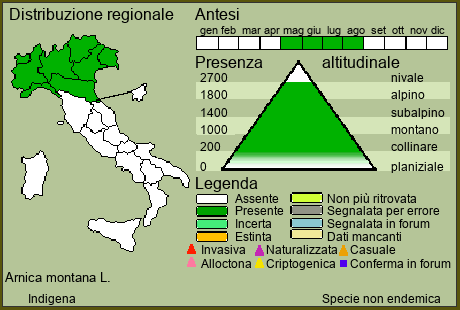 Distribuzione regionale
Antesi
gen feb mar apr mag giu lug ago set ott nov dic
Presenza altitudinale
2700 nivale
1800 alpino
1400 subalpino
1000 montano
200 collinare
0 planiziale
Legenda
Assente Non più ritrovata
Presente Segnalata per errore
Incerta Segnalata in forum
Estinta Dati mancanti
Invasiva Naturalizzata Casuale
Alloctona Criptogenica Conferma in forum
Arnica montana L.
Indigena Specie non endemica